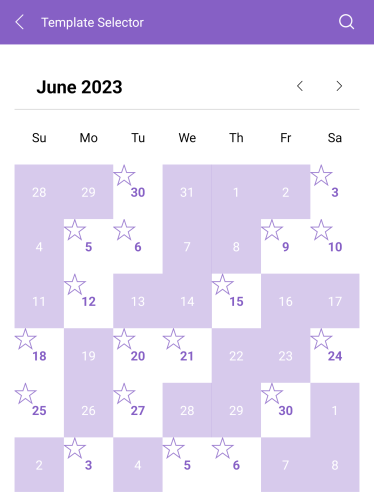 Template Selector
June 2023
Su Mo Tu We Th Fr Sa
28 29 30 31 1 2 3
4 5 6 7 8 9 10
11 12 13 14 15 16 17
18 19 20 21 22 23 24
25 26 27 28 29 30 1
2 3 4 5 6 7 8